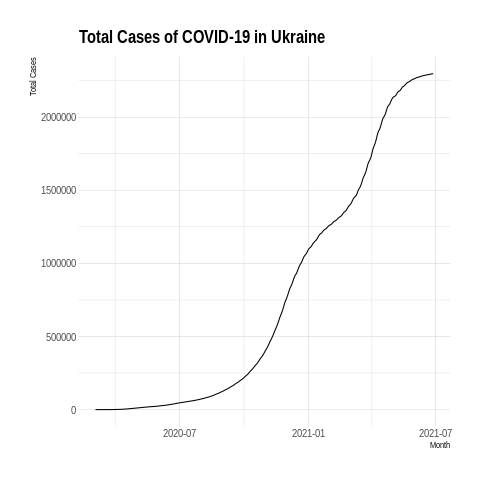 Total Cases of COVID-19 in Ukraine
Total Cases
2000000
1500000
1000000
500000
0
2020-07
2021-01
2021-07
Month